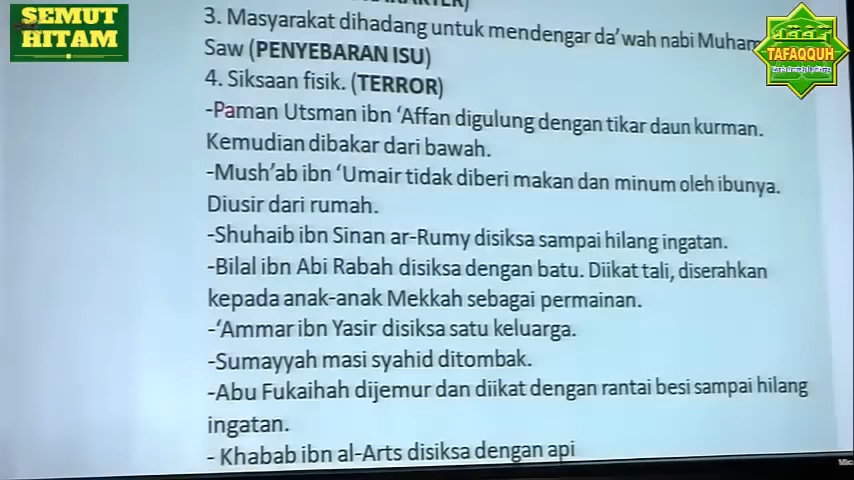 SEMUT
HITAM
3. Masyarakat dihadang untuk mendengar da'wah nabi Muham
Saw (PENYEBARAN ISU)
4. Siksaan fisik. (TERROR)
-Paman Utsman ibn 'Affan digulung dengan tikar daun kurman.
Kemudian dibakar dari bawah.
-Mush'ab ibn 'Umair tidak diberi makan dan minum oleh ibunya.
Diusir dari rumah.
-Shuhaib ibn Sinan ar-Rumy disiksa sampai hilang ingatan.
-Bilal ibn Abi Rabah disiksa dengan batu. Diikat tali, diserahkan
kepada anak-anak Mekkah sebagai permainan.
-'Ammar ibn Yasir disiksa satu keluarga.
-Sumayyah masi syahid ditombak.
-Abu Fukaihah dijemur dan diikat dengan rantai besi sampai hilang
ingatan.
- Khabab ibn al-Arts disiksa dengan api
TAFAQQUH